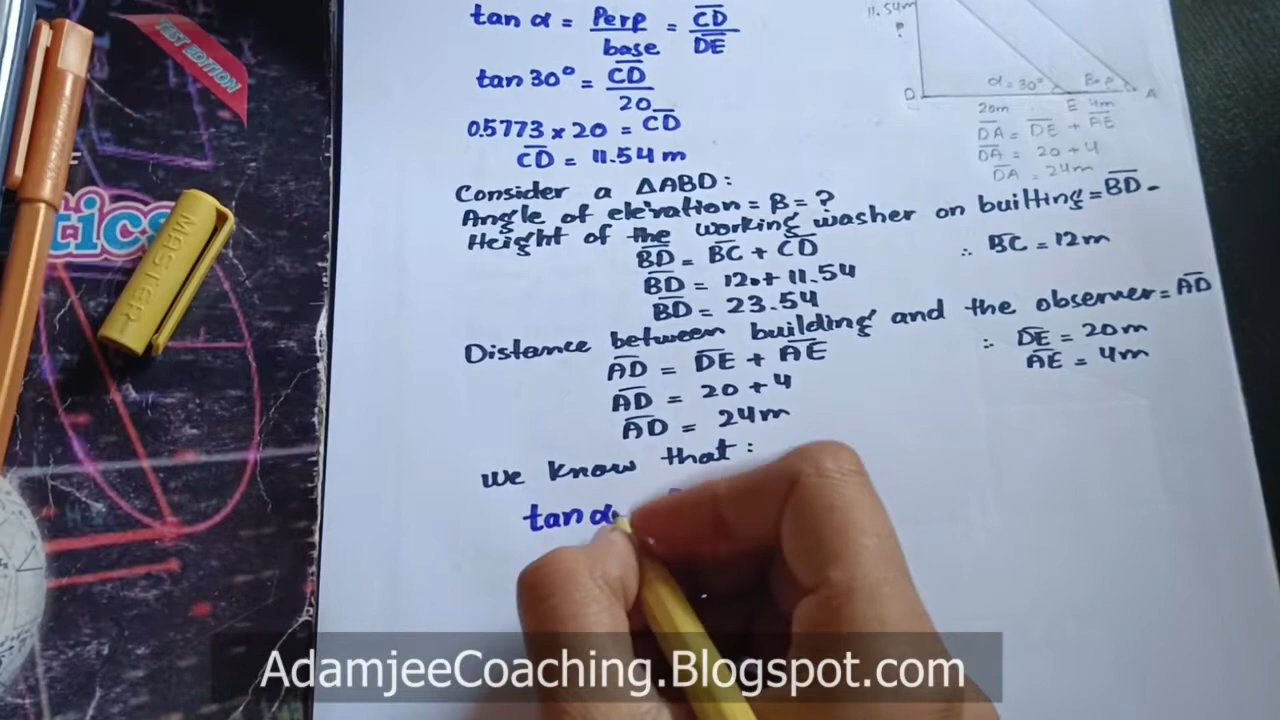 tan α = Perp / base = CD / DE
tan 30° = CD / 20
0.5773 x 20 = CD
CD = 11.54 m
11.54m
P
?
α = 30°
B = ?
D
E
A
20m
4m
DA = DE + AE
DA = 20 + 4
DA = 24m
Consider a ΔABD:
Angle of elevation = β = ?
Height of the working washer on builting = BD -
BD = BC + CD
∴ BC = 12m
BD = 12 + 11.54
BD = 23.54
Distance between building and the observer = AD
AD = DE + AE
∴ DE = 20m
AE = 4m
AD = 20 + 4
AD = 24m
We know that:
tan α
TEST EDITION
tics
MASTER
AdamjeeCoaching.Blogspot.com